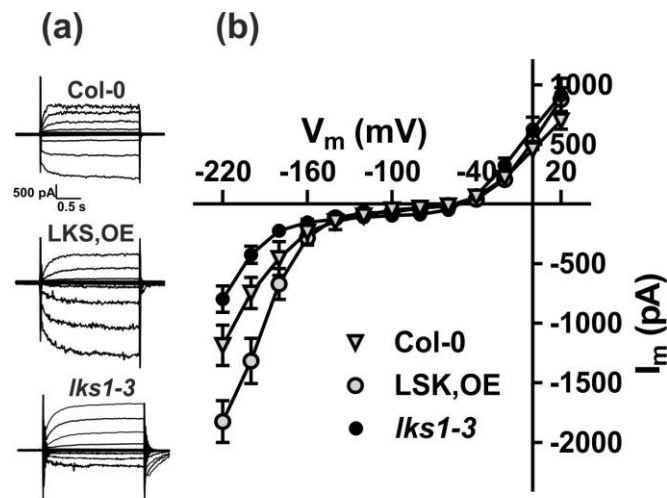 (a)
Col-0
500 pA
0.5 s
LKS,OE
lks1-3
(b)
Vm (mV)
-220 -160 -100 -40 20
1000
500
-500
-1000
-1500
-2000
Im (pA)
Col-0
LSK,OE
lks1-3